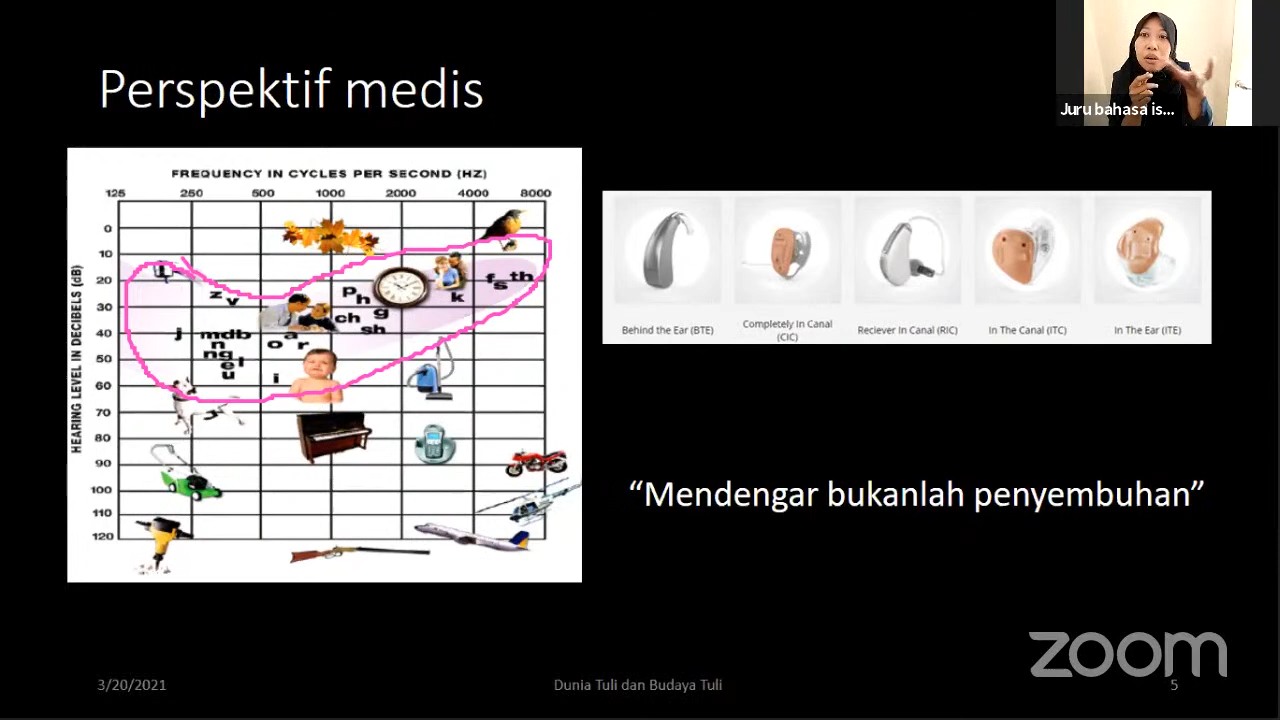 Perspektif medis
Juru bahasa is...
FREQUENCY IN CYCLES PER SECOND (HZ)
125 250 500 1000 2000 4000 8000
HEARING LEVEL IN DECIBELS (dB)
0
10
20
30
40
50
60
70
80
90
100
110
120
z v
j
mdb
n
ng
e l
u
o a r
i
p
h
g
ch
sh
k
f s th
Behind the Ear (BTE)
Completely In Canal
(CIC)
Reciever In Canal (RIC)
In The Canal (ITC)
In The Ear (ITE)
“Mendengar bukanlah penyembuhan”
zoom
3/20/2021
Dunia Tuli dan Budaya Tuli
5